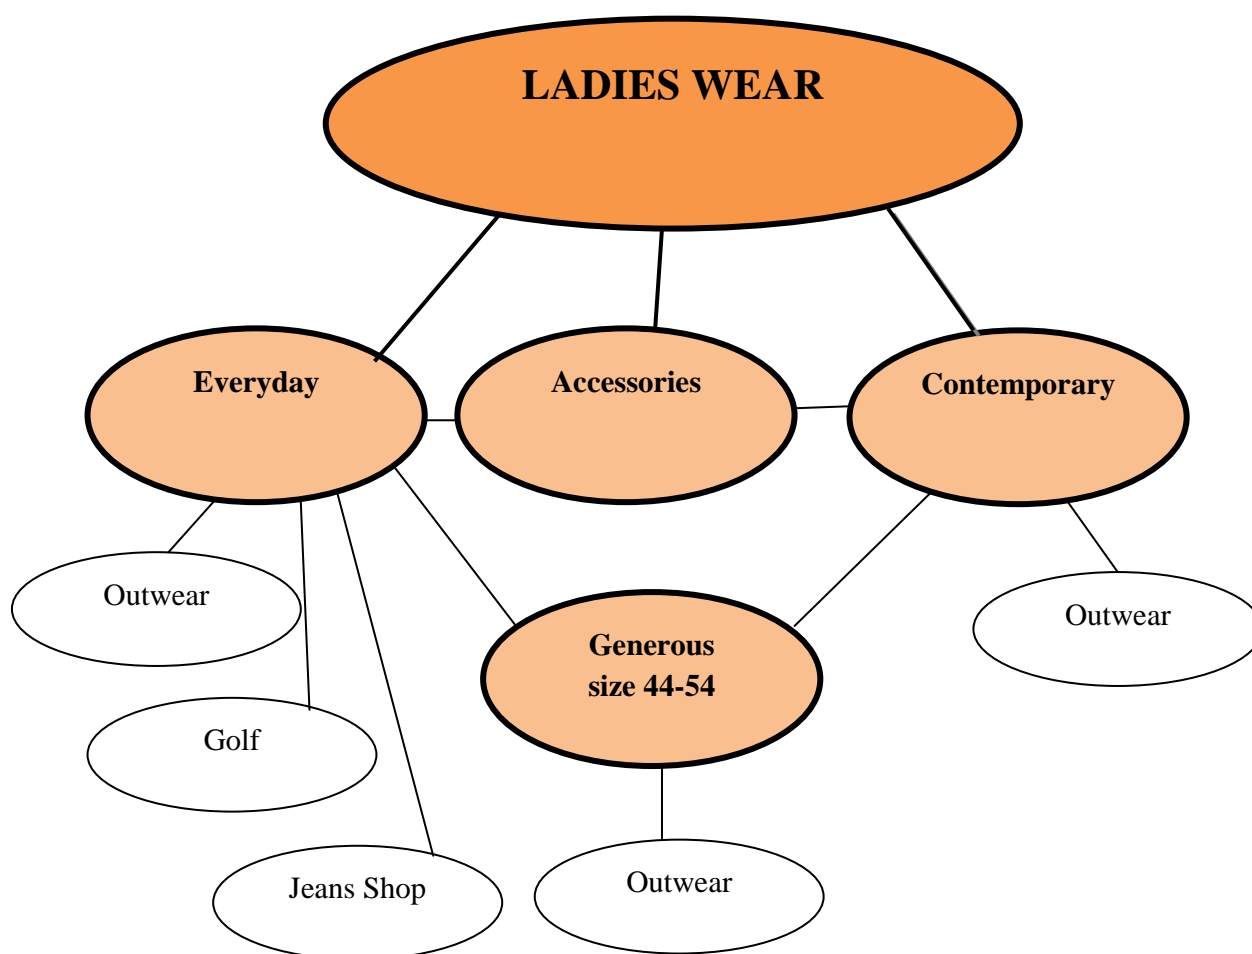 LADIES WEAR
Everyday
Accessories
Contemporary
Outwear
Generous
size 44-54
Outwear
Golf
Jeans Shop
Outwear